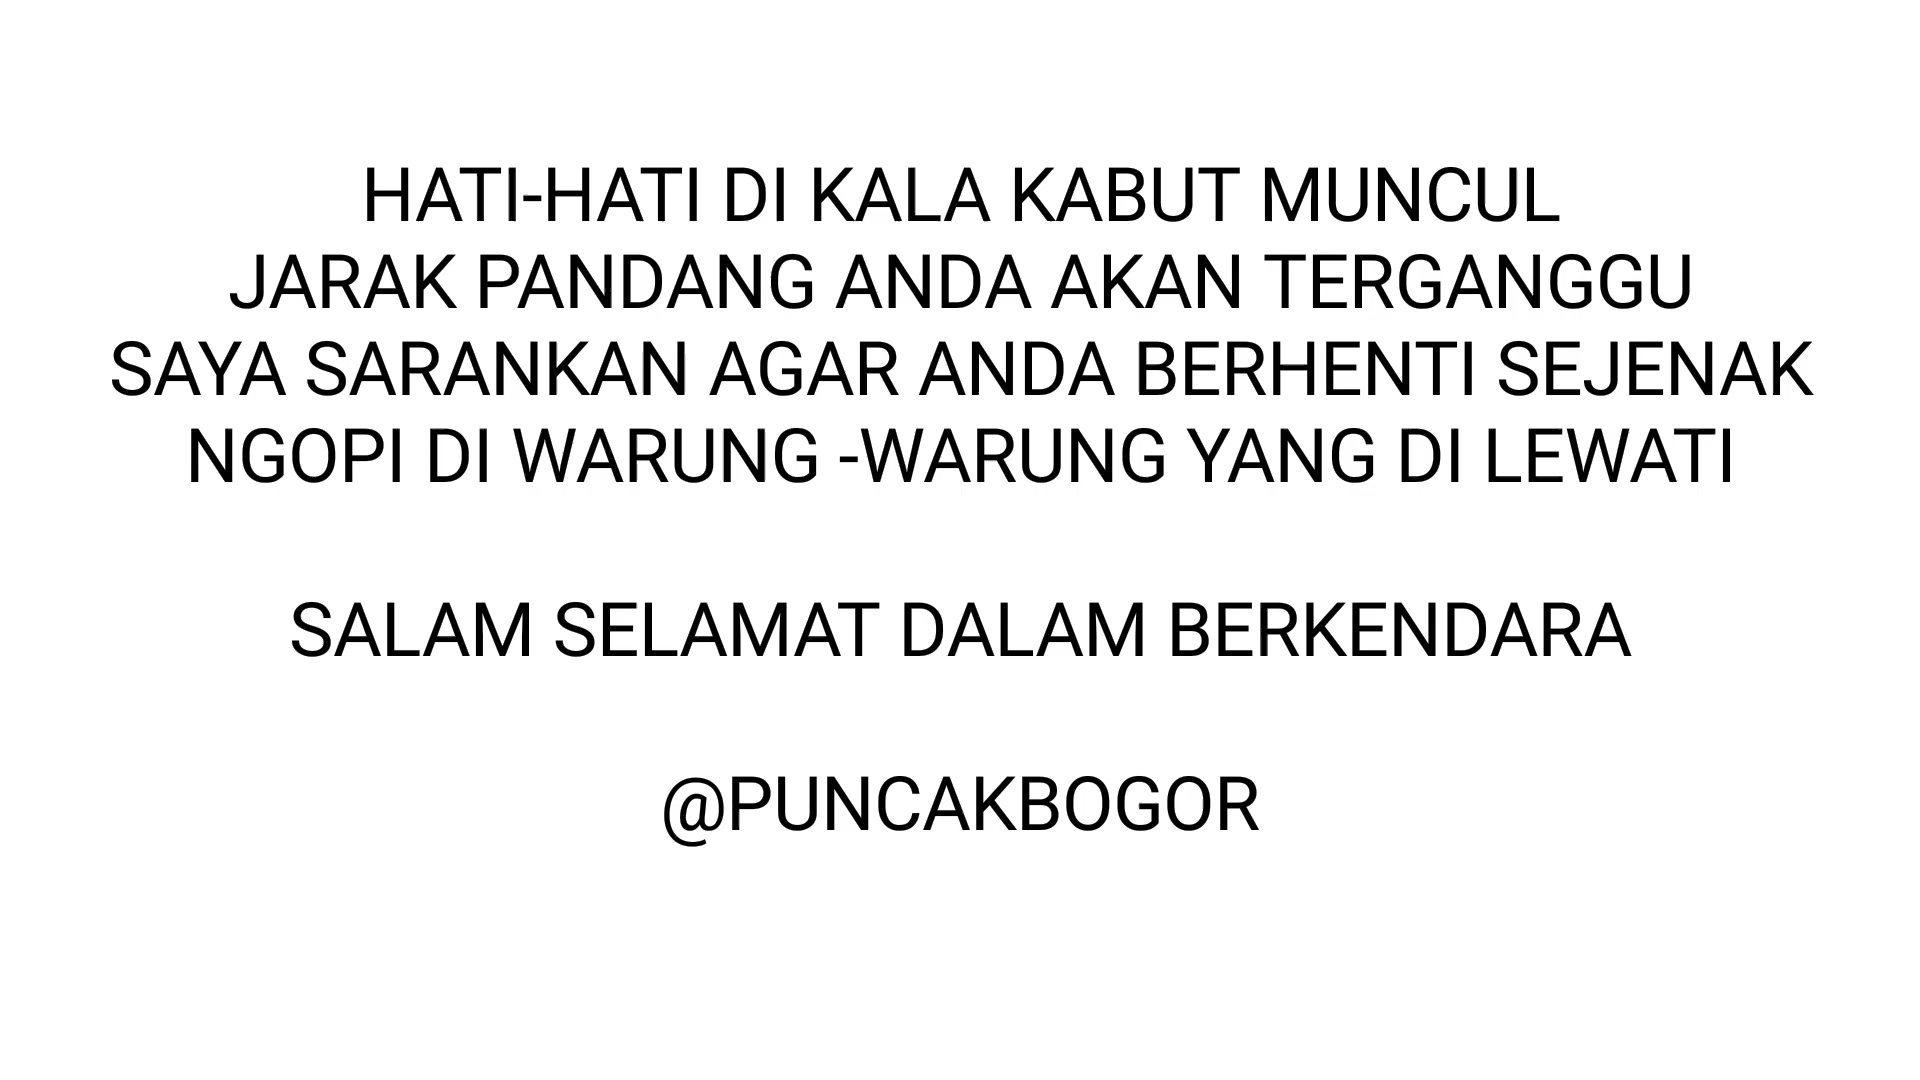 HATI-HATI DI KALA KABUT MUNCUL
JARAK PANDANG ANDA AKAN TERGANGGU
SAYA SARANKAN AGAR ANDA BERHENTI SEJENAK
NGOPI DI WARUNG -WARUNG YANG DI LEWATI
SALAM SELAMAT DALAM BERKENDARA
@PUNCAKBOGOR